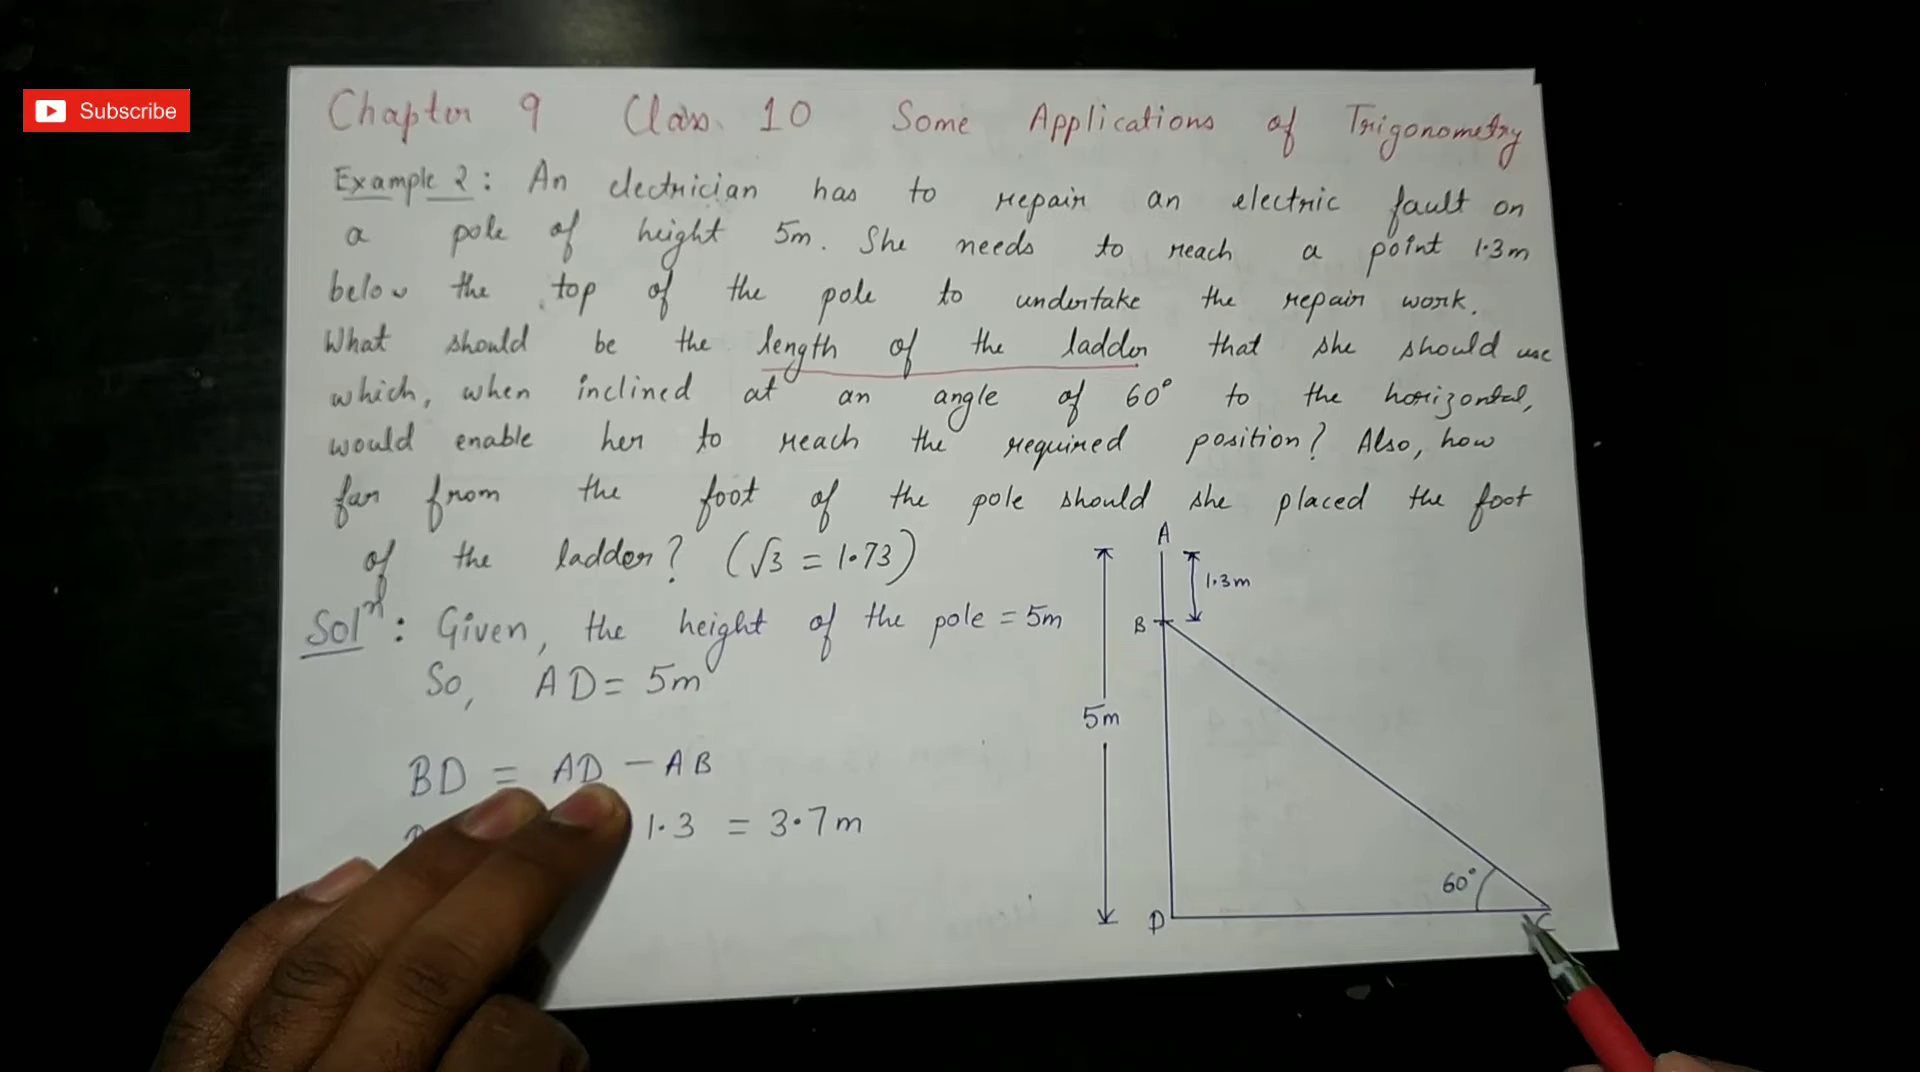 Subscribe
Chapter 9 Class 10 Some Applications of Trigonometry
Example 2: An electrician has to repair an electric fault on
a pole of height 5m. She needs to reach a point 1.3m
below the top of the pole to undertake the repair work.
What should be the length of the ladder that she should use
which, when inclined at an angle of 60° to the horizontal,
would enable her to reach the required position? Also, how
far from the foot of the pole should she placed the foot
of the ladder? (√3 = 1.73)
Solⁿ: Given, the height of the pole = 5m
So, AD = 5m
BD = AD - AB
1.3 = 3.7m
A
1.3m
B
5m
60°
D
C